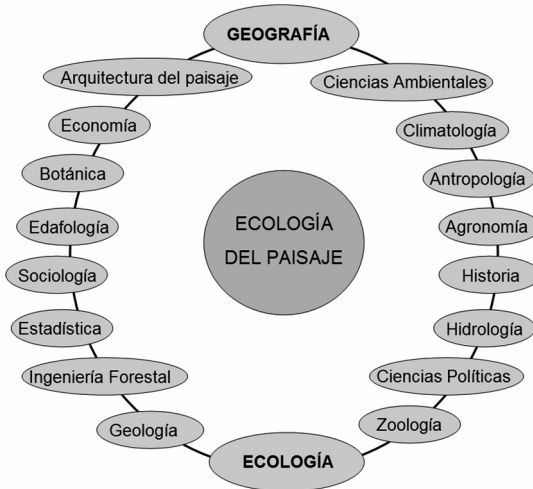 GEOGRAFÍA
Arquitectura del paisaje
Ciencias Ambientales
Economía
Climatología
Botánica
Antropología
Edafología
ECOLOGÍA
DEL PAISAJE
Agronomía
Sociología
Historia
Estadística
Hidrología
Ingeniería Forestal
Ciencias Políticas
Geología
Zoología
ECOLOGÍA